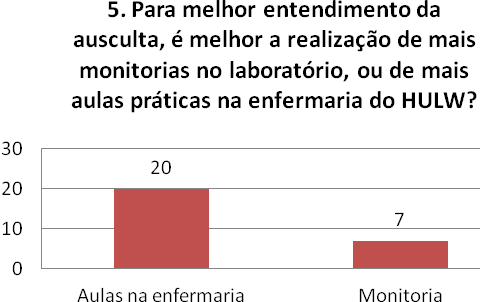 5. Para melhor entendimento da
ausculta, é melhor a realização de mais
monitorias no laboratório, ou de mais
aulas práticas na enfermaria do HULW?
30
20
20
7
10
0
Aulas na enfermaria
Monitoria